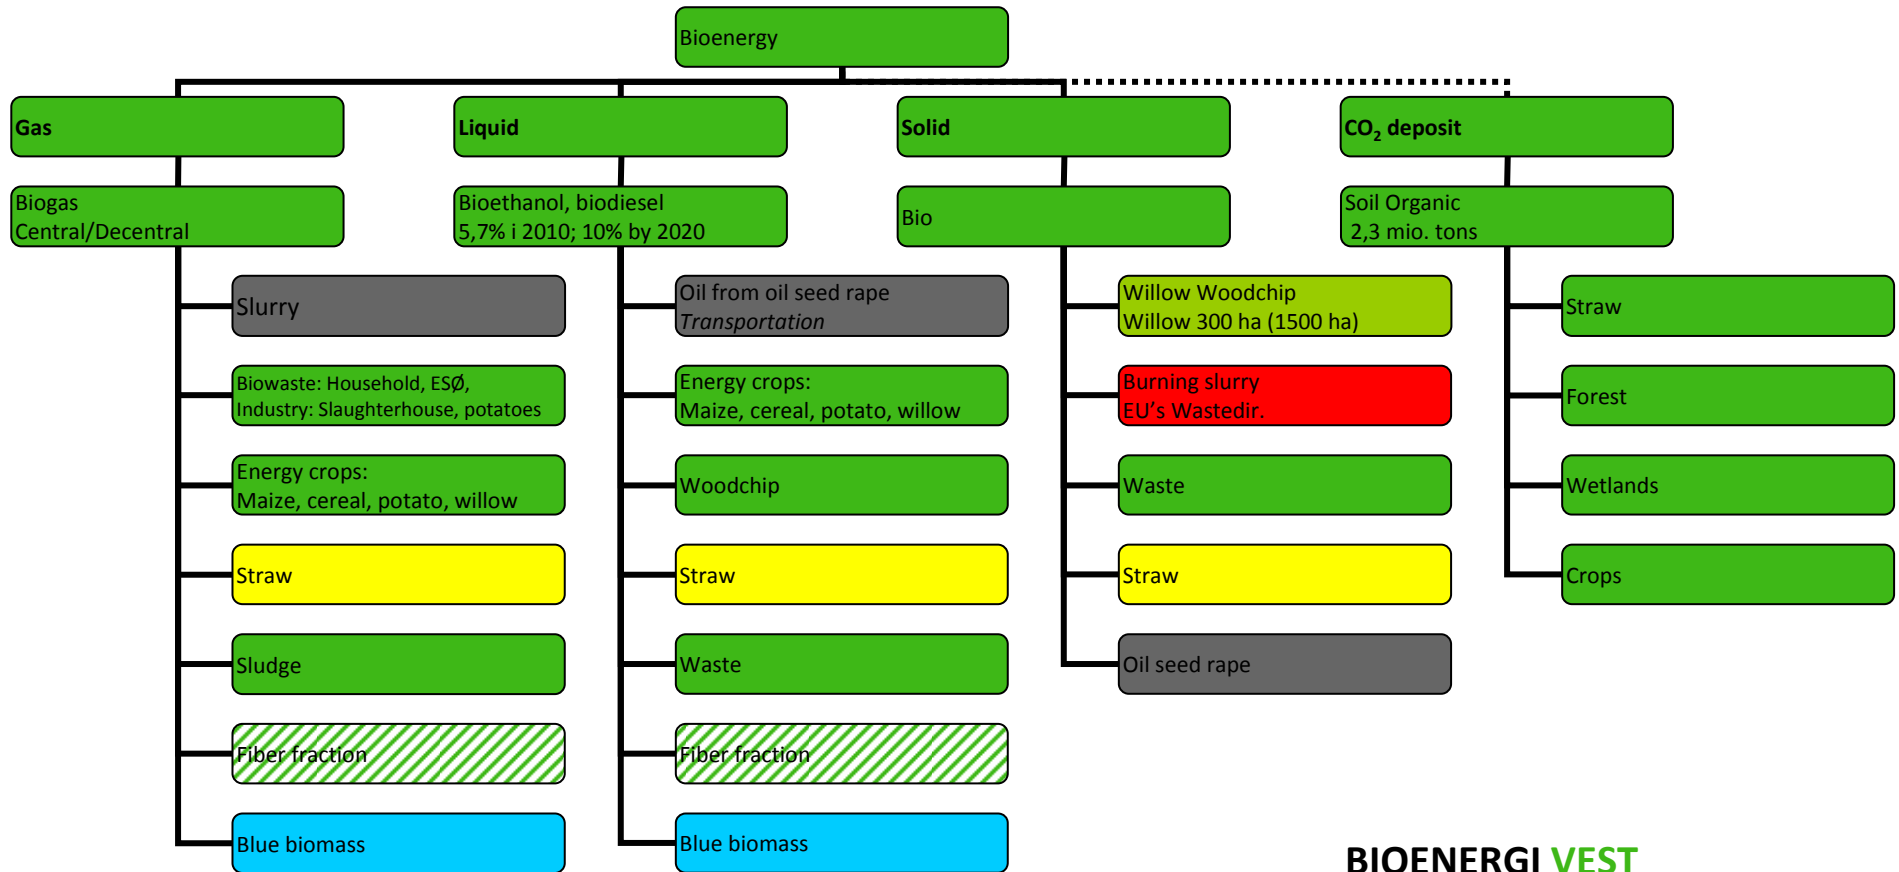 Bioenergy
Gas
Liquid
Solid
CO₂ deposit
Biogas
Central/Decentral
Bioethanol, biodiesel
5,7% i 2010; 10% by 2020
Bio
Soil Organic
2,3 mio. tons
Slurry
Biowaste: Household, ESØ,
Industry: Slaughterhouse, potatoes
Energy crops:
Maize, cereal, potato, willow
Straw
Sludge
Fiber fraction
Blue biomass
Oil from oil seed rape
Transportation
Energy crops:
Maize, cereal, potato, willow
Woodchip
Straw
Waste
Fiber fraction
Blue biomass
Willow Woodchip
Willow 300 ha (1500 ha)
Burning slurry
EU's Wastedir.
Waste
Straw
Oil seed rape
Straw
Forest
Wetlands
Crops
BIOENERGI VEST